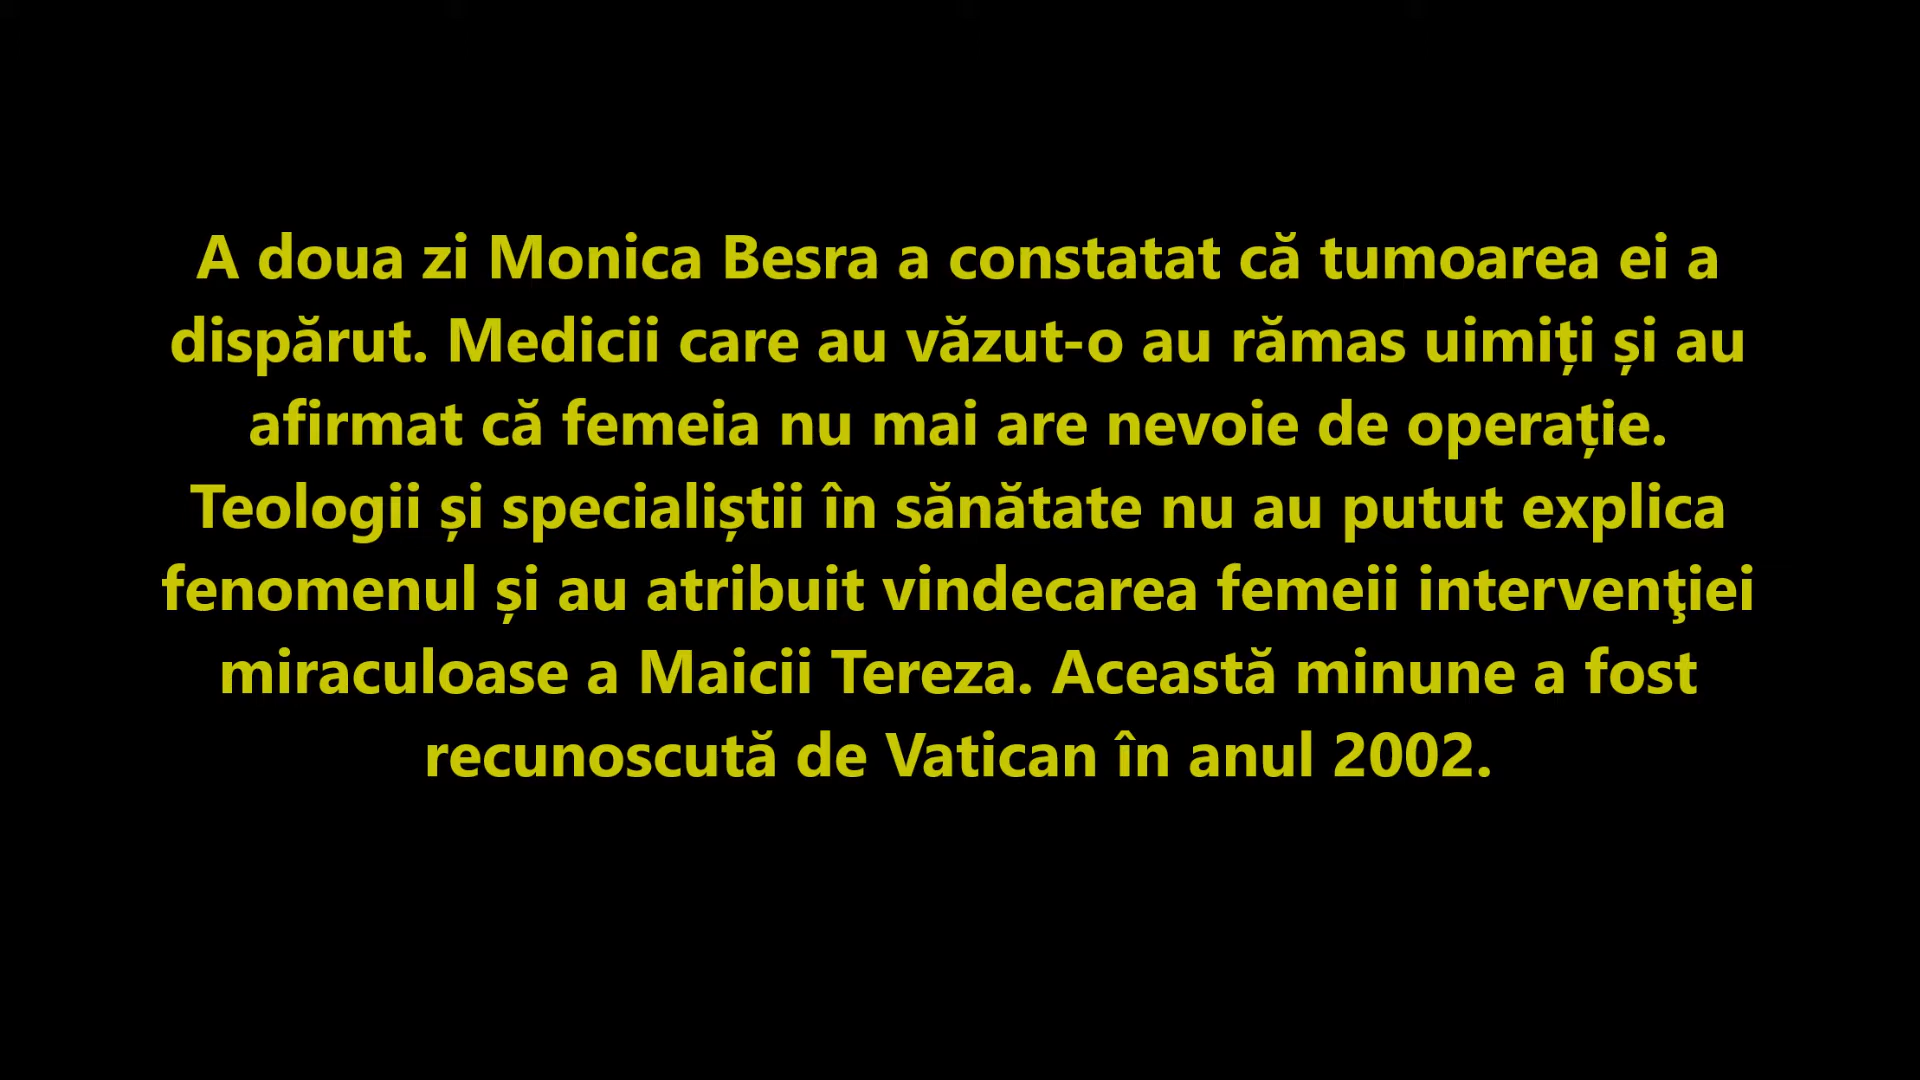 A doua zi Monica Besra a constatat că tumoarea ei a
dispărut. Medicii care au văzut-o au rămas uimiți și au
afirmat că femeia nu mai are nevoie de operație.
Teologii și specialiștii în sănătate nu au putut explica
fenomenul și au atribuit vindecarea femeii intervenţiei
miraculoase a Maicii Tereza. Această minune a fost
recunoscută de Vatican în anul 2002.